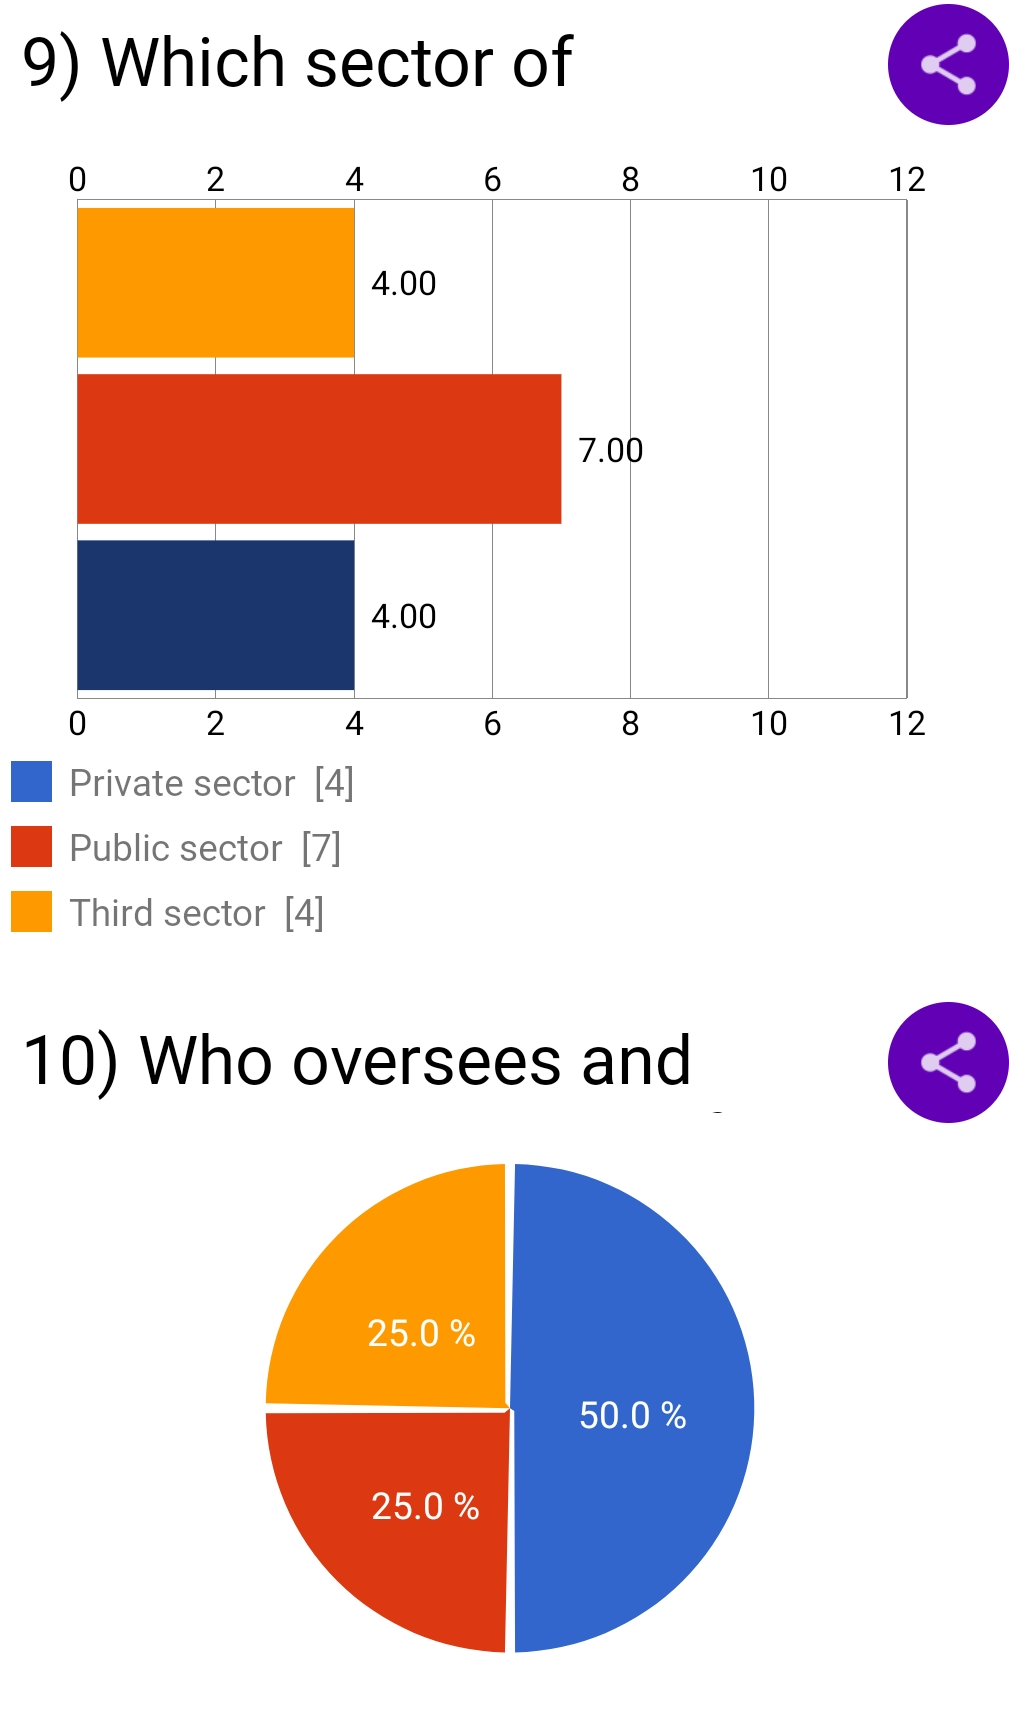 9) Which sector of
0 2 4 6 8 10 12
4.00
7.00
4.00
0 2 4 6 8 10 12
Private sector [4]
Public sector [7]
Third sector [4]
10) Who oversees and
25.0 %
50.0 %
25.0 %